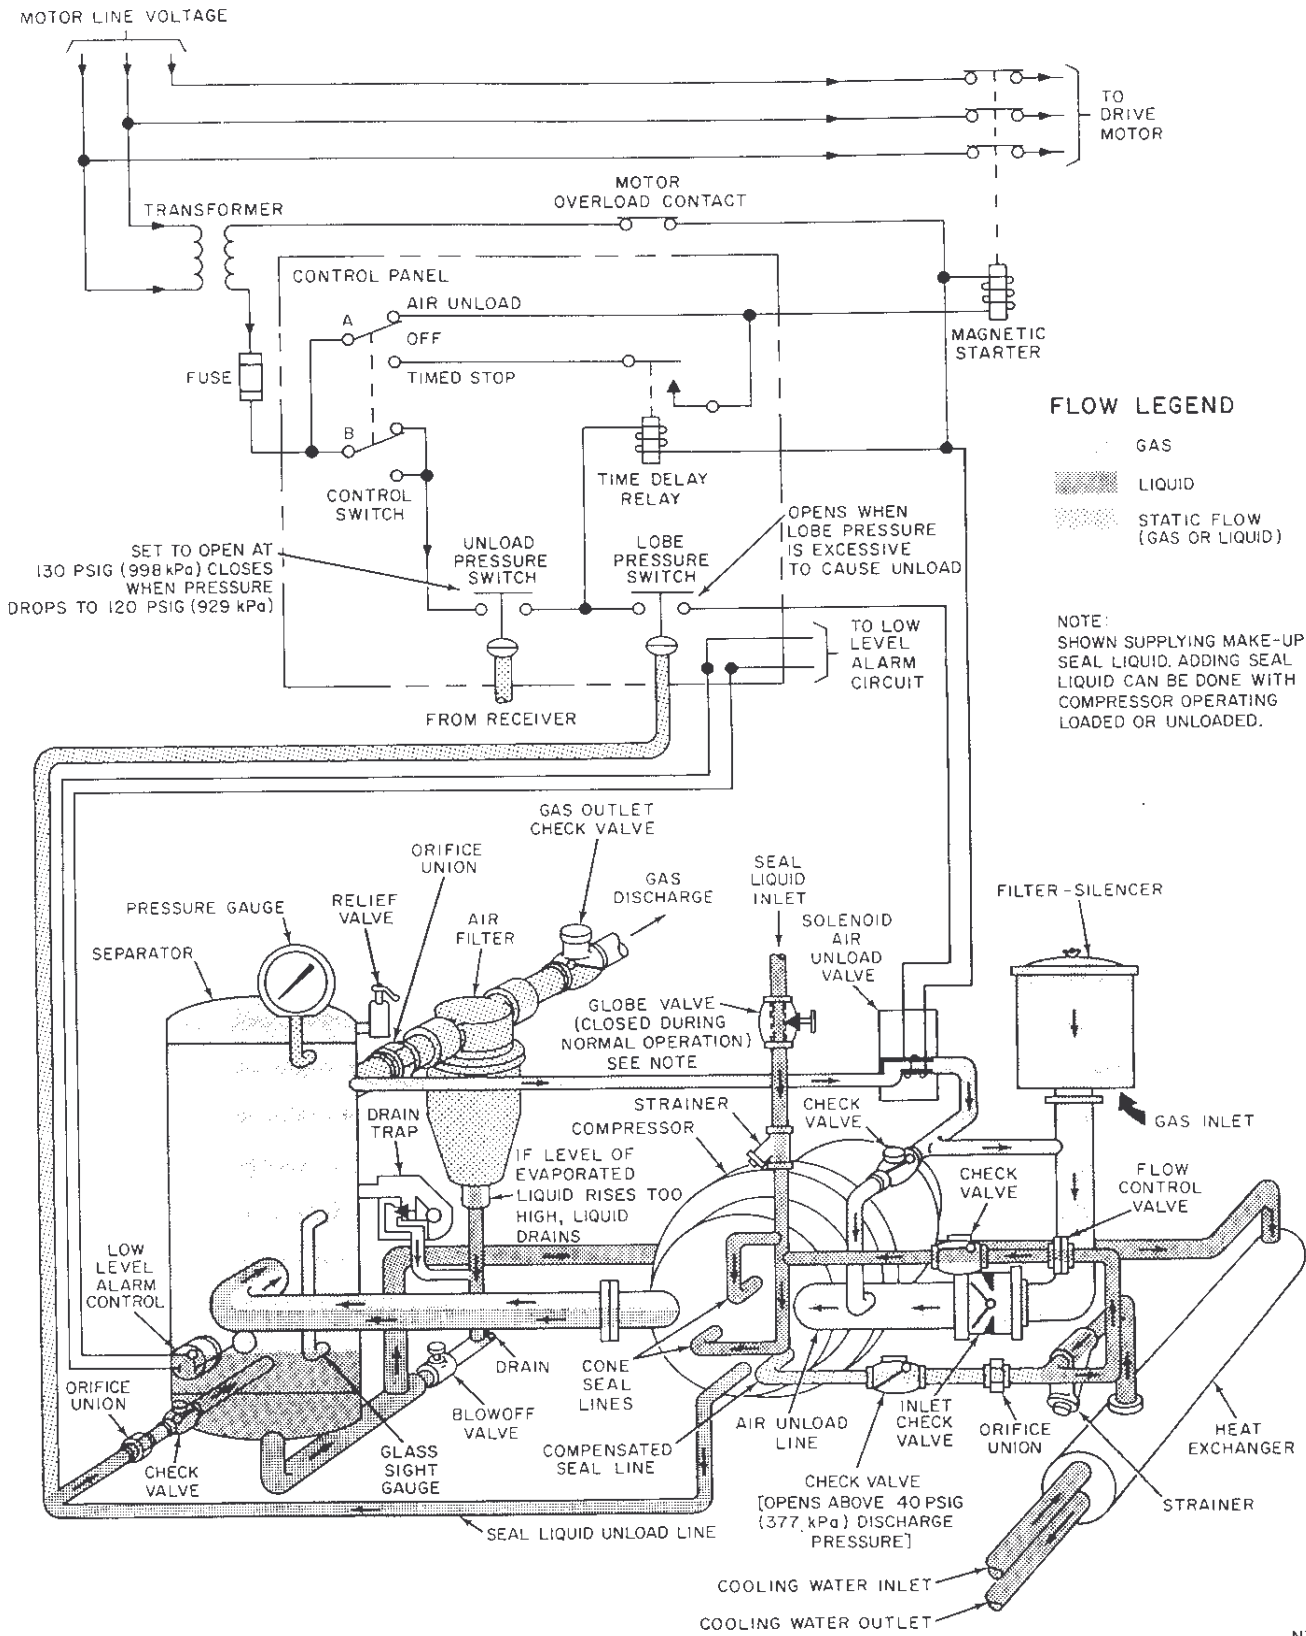 MOTOR LINE VOLTAGE
TO
DRIVE
MOTOR
MOTOR
OVERLOAD CONTACT
TRANSFORMER
CONTROL PANEL
AIR UNLOAD
A
OFF
MAGNETIC
STARTER
FUSE
TIMED STOP
B
CONTROL
SWITCH
TIME DELAY
RELAY
FLOW LEGEND
GAS
LIQUID
STATIC FLOW
(GAS OR LIQUID)
OPENS WHEN
LOBE PRESSURE
IS EXCESSIVE
TO CAUSE UNLOAD
SET TO OPEN AT
130 PSIG (998 kPa) CLOSES
WHEN PRESSURE
DROPS TO 120 PSIG (929 kPa)
UNLOAD
PRESSURE
SWITCH
LOBE
PRESSURE
SWITCH
TO LOW
LEVEL
ALARM
CIRCUIT
NOTE:
SHOWN SUPPLYING MAKE-UP
SEAL LIQUID. ADDING SEAL
LIQUID CAN BE DONE WITH
COMPRESSOR OPERATING
LOADED OR UNLOADED.
FROM RECEIVER
GAS OUTLET
CHECK VALVE
ORIFICE
UNION
GAS
DISCHARGE
SEAL
LIQUID
INLET
FILTER-SILENCER
PRESSURE GAUGE
RELIEF
VALVE
AIR
FILTER
SOLENOID
AIR
UNLOAD
VALVE
SEPARATOR
GLOBE VALVE
(CLOSED DURING
NORMAL OPERATION)
SEE NOTE
STRAINER
CHECK
VALVE
GAS INLET
DRAIN
TRAP
COMPRESSOR
IF LEVEL OF
EVAPORATED
LIQUID RISES TOO
HIGH, LIQUID
DRAINS
CHECK
VALVE
FLOW
CONTROL
VALVE
LOW
LEVEL
ALARM
CONTROL
DRAIN
CONE
SEAL
LINES
ORIFICE
UNION
BLOWOFF
VALVE
AIR UNLOAD
LINE
INLET
CHECK
VALVE
ORIFICE
UNION
HEAT
EXCHANGER
CHECK
VALVE
GLASS
SIGHT
GAUGE
COMPENSATED
SEAL LINE
CHECK VALVE
[OPENS ABOVE 40 PSIG
(377 kPa) DISCHARGE
PRESSURE]
STRAINER
SEAL LIQUID UNLOAD LINE
COOLING WATER INLET
COOLING WATER OUTLET